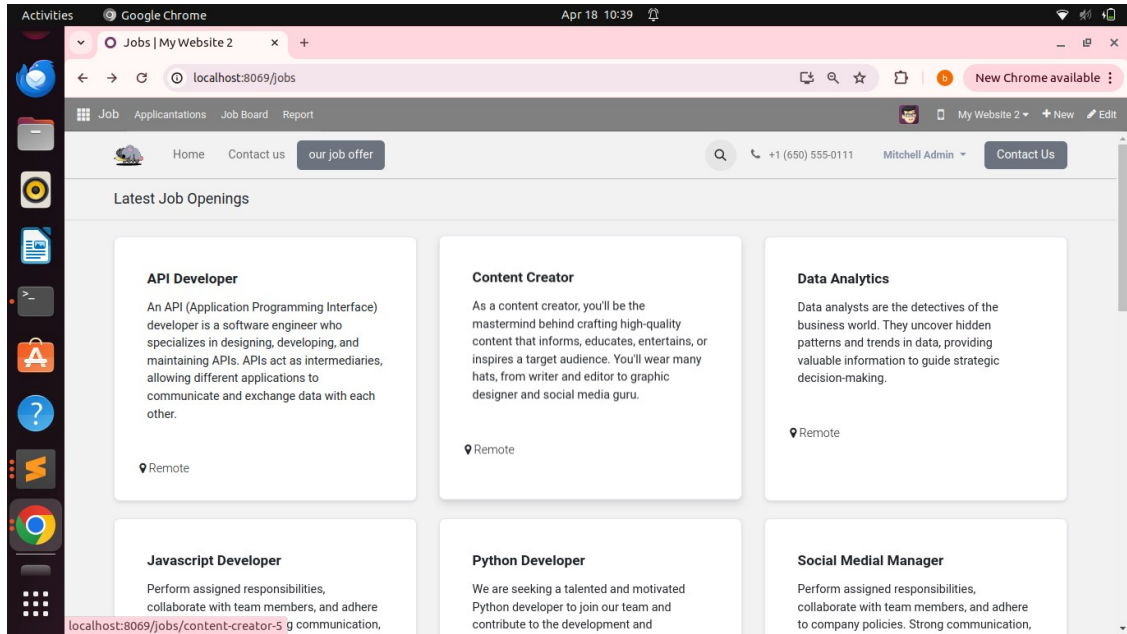 Activities Google Chrome Apr 18 10:39
Jobs | My Website 2
localhost:8069/jobs New Chrome available
Job Applicantations Job Board Report My Website 2 New Edit
Home Contact us our job offer +1 (650) 555-0111 Mitchell Admin Contact Us
Latest Job Openings
API Developer
An API (Application Programming Interface)
developer is a software engineer who
specializes in designing, developing, and
maintaining APIs. APIs act as intermediaries,
allowing different applications to
communicate and exchange data with each
other.
Remote
Content Creator
As a content creator, you'll be the
mastermind behind crafting high-quality
content that informs, educates, entertains, or
inspires a target audience. You'll wear many
hats, from writer and editor to graphic
designer and social media guru.
Remote
Data Analytics
Data analysts are the detectives of the
business world. They uncover hidden
patterns and trends in data, providing
valuable information to guide strategic
decision-making.
Remote
Javascript Developer
Perform assigned responsibilities,
collaborate with team members, and adhere
g communication,
Python Developer
We are seeking a talented and motivated
Python developer to join our team and
contribute to the development and
Social Medial Manager
Perform assigned responsibilities,
collaborate with team members, and adhere
to company policies. Strong communication,
localhost:8069/jobs/content-creator-5